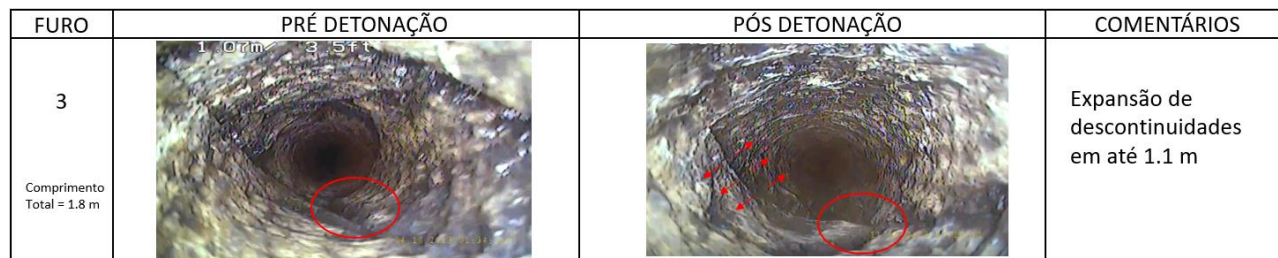 FURO
PRÉ DETONAÇÃO
PÓS DETONAÇÃO
COMENTÁRIOS
3
Comprimento
Total = 1.8 m
1.07m/ 3.5ft
Expansão de
descontinuidades
em até 1.1 m